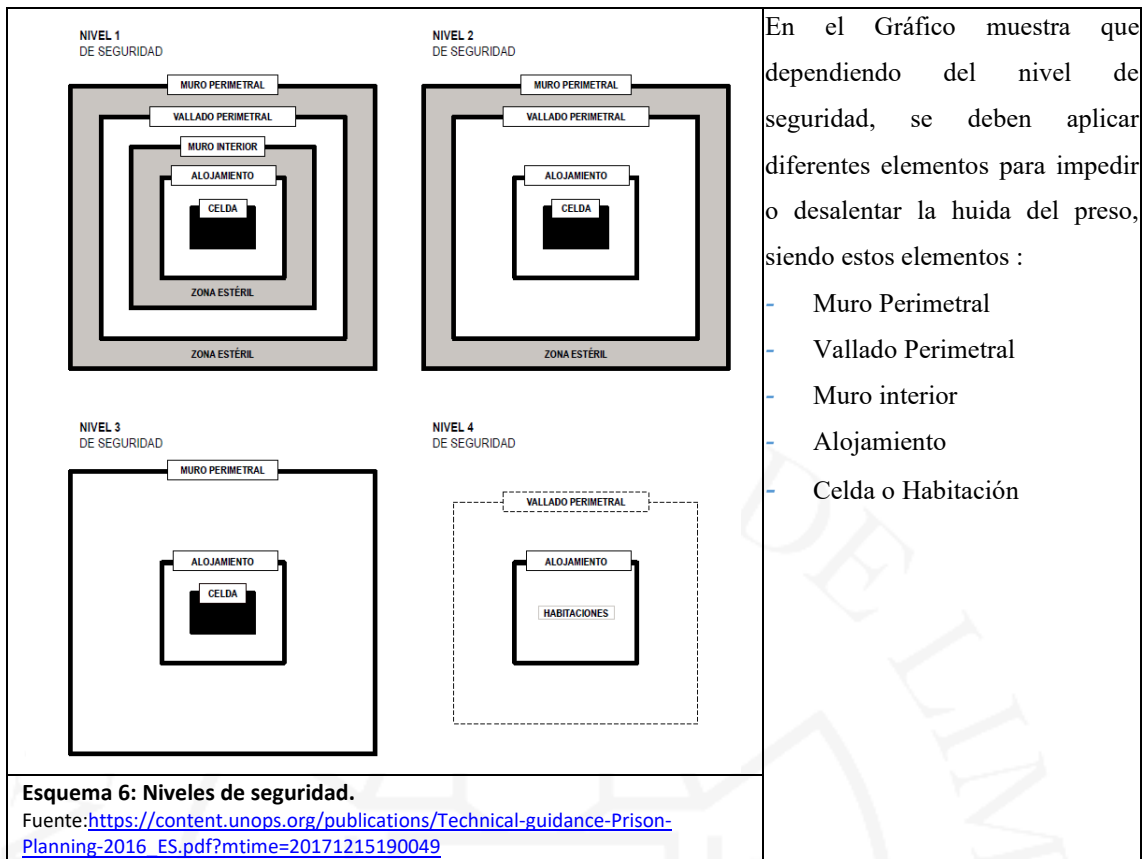 NIVEL 1
DE SEGURIDAD
MURO PERIMETRAL
VALLADO PERIMETRAL
MURO INTERIOR
ALOJAMIENTO
CELDA
ZONA ESTÉRIL
ZONA ESTÉRIL
NIVEL 2
DE SEGURIDAD
MURO PERIMETRAL
VALLADO PERIMETRAL
ALOJAMIENTO
CELDA
ZONA ESTÉRIL
NIVEL 3
DE SEGURIDAD
MURO PERIMETRAL
ALOJAMIENTO
CELDA
NIVEL 4
DE SEGURIDAD
VALLADO PERIMETRAL
ALOJAMIENTO
HABITACIONES
Esquema 6: Niveles de seguridad.
Fuente:https://content.unops.org/publications/Technical-guidance-Prison-
Planning-2016_ES.pdf?mtime=20171215190049
En el Gráfico muestra que
dependiendo del nivel de
seguridad, se deben aplicar
diferentes elementos para impedir
o desalentar la huida del preso,
siendo estos elementos :
- Muro Perimetral
- Vallado Perimetral
- Muro interior
- Alojamiento
- Celda o Habitación
DE LIM